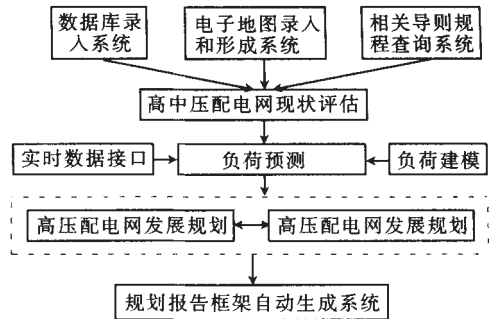 数据库录
入系统
电子地图录入
和形成系统
相关导则规
程查询系统
高中压配电网现状评估
实时数据接口
负荷预测
负荷建模
高压配电网发展规划
高压配电网发展规划
规划报告框架自动生成系统